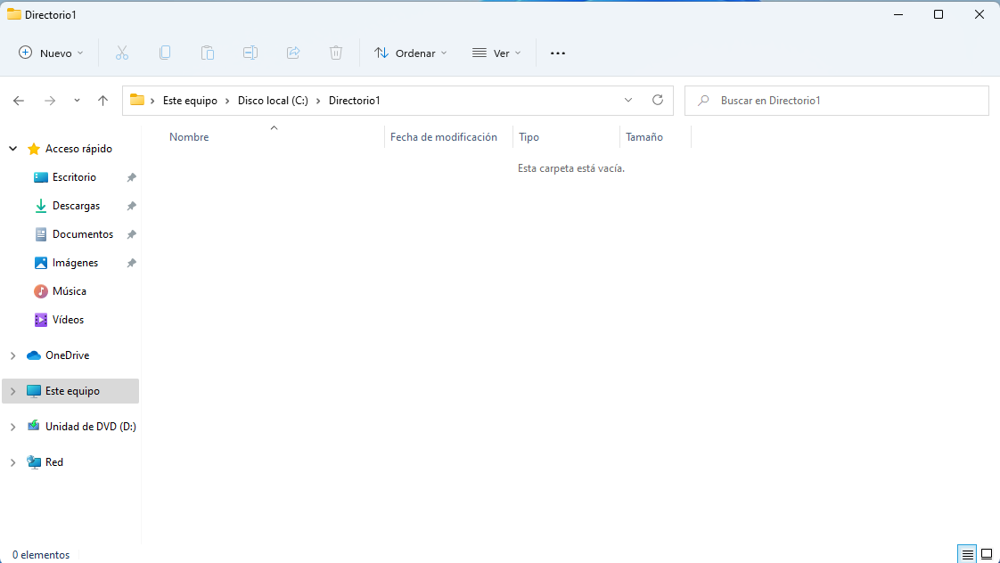 Directorio1
Nuevo Ordenar Ver
Este equipo Disco local (C:) Directorio1 Buscar en Directorio1
Nombre Fecha de modificación Tipo Tamaño
Esta carpeta está vacía.
Acceso rápido
Escritorio
Descargas
Documentos
Imágenes
Música
Vídeos
OneDrive
Este equipo
Unidad de DVD (D:)
Red
0 elementos